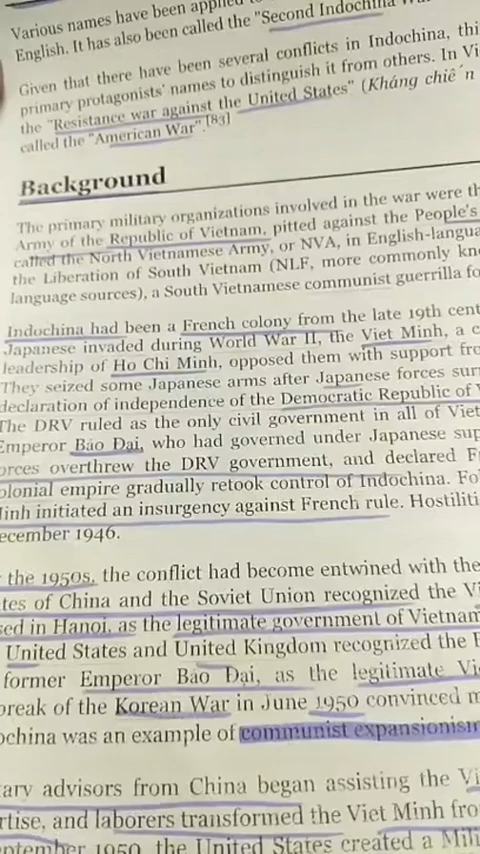 Various names have been applied
English. It has also been called the "Second Indochina
Given that there have been several conflicts in Indochina, thi
primary protagonists' names to distinguish it from others. In Vi
the "Resistance war against the United States" (Kháng chiến
called the "American War".[83]
Background
The primary military organizations involved in the war were th
Army of the Republic of Vietnam, pitted against the People's
called the North Vietnamese Army, or NVA, in English-langua
the Liberation of South Vietnam (NLF, more commonly kno
language sources), a South Vietnamese communist guerrilla fo
Indochina had been a French colony from the late 19th cent
Japanese invaded during World War II, the Viet Minh, a c
leadership of Ho Chi Minh, opposed them with support fro
They seized some Japanese arms after Japanese forces surr
declaration of independence of the Democratic Republic of V
The DRV ruled as the only civil government in all of Viet
Emperor Bảo Đại, who had governed under Japanese sup
orces overthrew the DRV government, and declared F
olonial empire gradually retook control of Indochina. Fo
Minh initiated an insurgency against French rule. Hostiliti
ecember 1946.
the 1950s, the conflict had become entwined with the
tes of China and the Soviet Union recognized the Vi
sed in Hanoi, as the legitimate government of Vietnam
United States and United Kingdom recognized the F
former Emperor Bảo Đại, as the legitimate Vi
break of the Korean War in June 1950 convinced m
ochina was an example of communist expansionism
ary advisors from China began assisting the Vi
rtise, and laborers transformed the Viet Minh fro
eptember 1950, the United States created a Mili